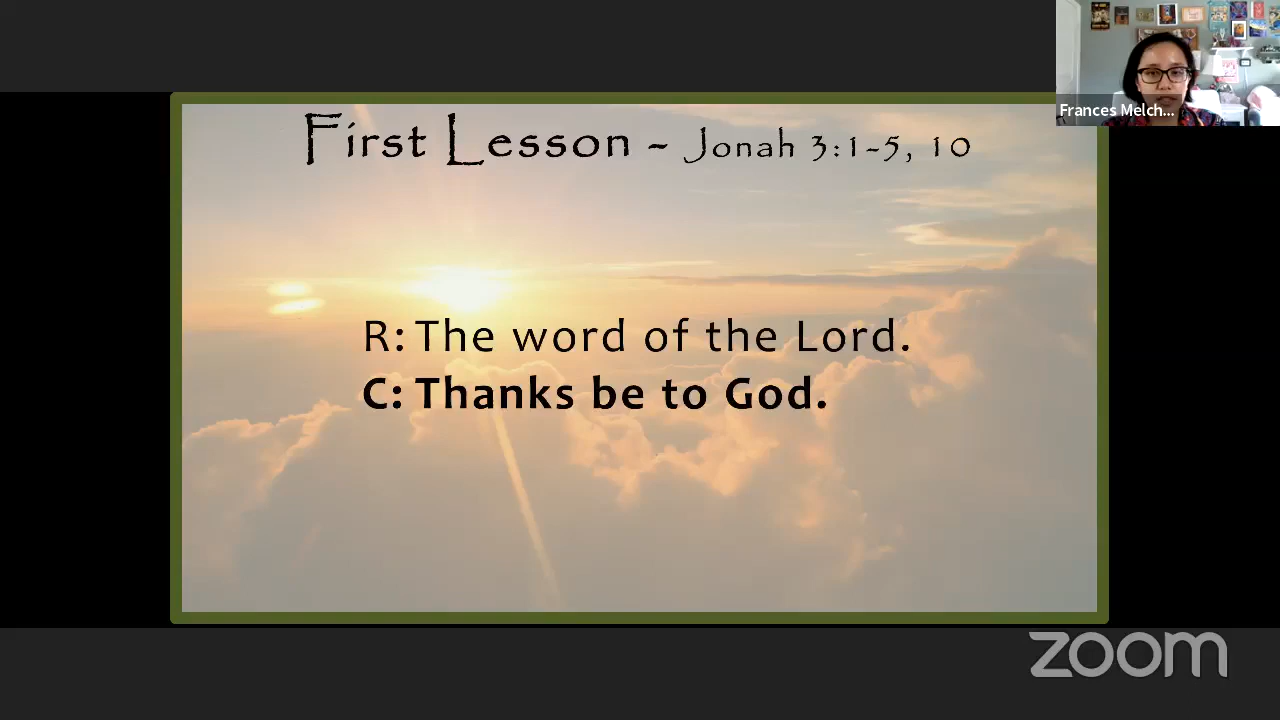 Frances Melch...
First Lesson - Jonah 3:1-5, 10
R: The word of the Lord.
C: Thanks be to God.
zoom